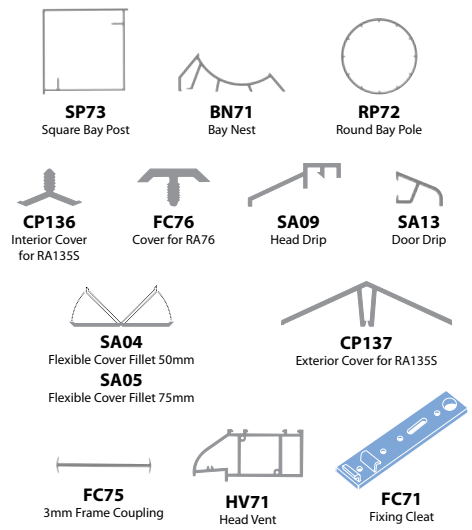 SP73
Square Bay Post
BN71
Bay Nest
RP72
Round Bay Pole
CP136
Interior Cover
for RA135S
FC76
Cover for RA76
SA09
Head Drip
SA13
Door Drip
SA04
Flexible Cover Fillet 50mm
SA05
Flexible Cover Fillet 75mm
CP137
Exterior Cover for RA135S
FC75
3mm Frame Coupling
HV71
Head Vent
FC71
Fixing Cleat